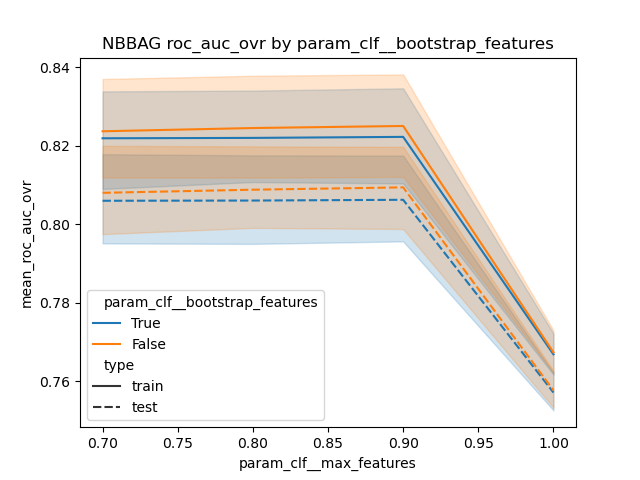 NBBAG roc_auc_ovr by param_clf__bootstrap_features
0.84
0.82
0.80
0.78
0.76
mean_roc_auc_ovr
param_clf__bootstrap_features
True
False
type
train
test
0.70 0.75 0.80 0.85 0.90 0.95 1.00
param_clf__max_features